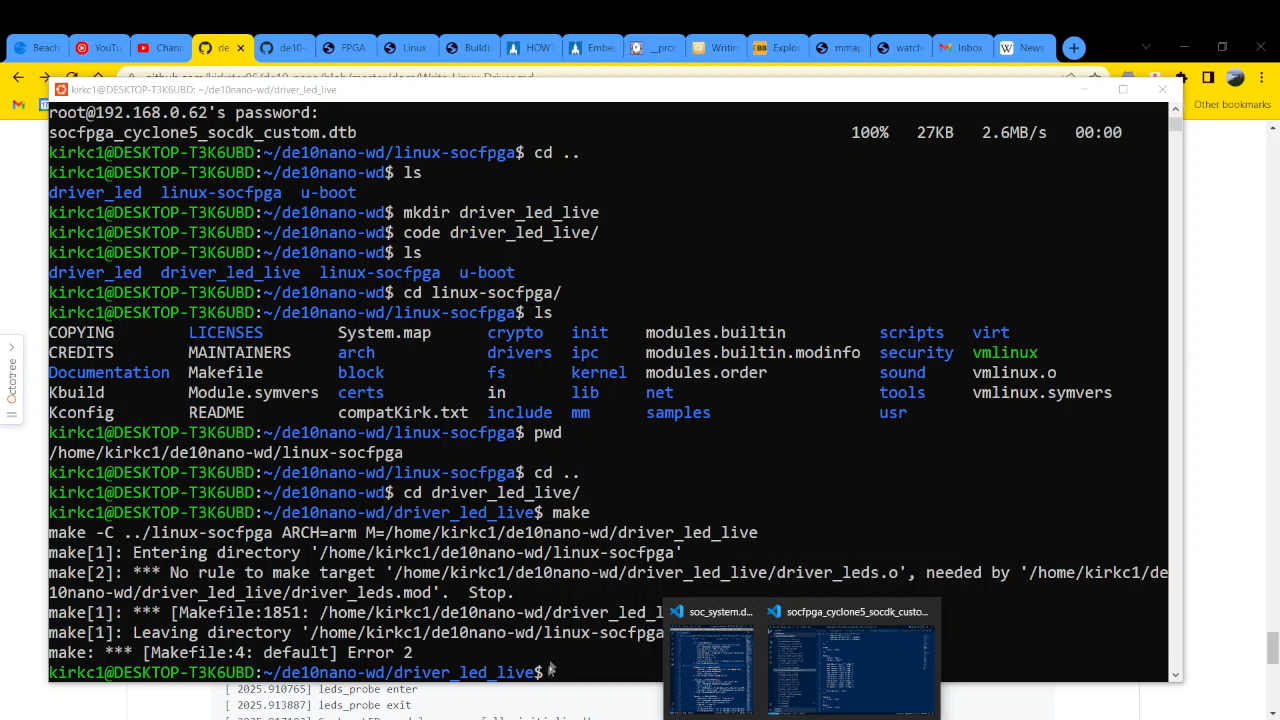 Beach
YouTu
Chan
de
de10-
FPGA
Linux
Buildi
HOWT
Embec
__prol
Writin
Explor
mmap
watch
Inbox
News
Other bookmarks
kirkc1@DESKTOP-T3K6UBD: ~/de10nano-wd/driver_led_live
root@192.168.0.62's password:
socfpga_cyclone5_socdk_custom.dtb 100% 27KB 2.6MB/s 00:00
kirkc1@DESKTOP-T3K6UBD:~/de10nano-wd/linux-socfpga$ cd ..
kirkc1@DESKTOP-T3K6UBD:~/de10nano-wd$ ls
driver_led linux-socfpga u-boot
kirkc1@DESKTOP-T3K6UBD:~/de10nano-wd$ mkdir driver_led_live
kirkc1@DESKTOP-T3K6UBD:~/de10nano-wd$ code driver_led_live/
kirkc1@DESKTOP-T3K6UBD:~/de10nano-wd$ ls
driver_led driver_led_live linux-socfpga u-boot
kirkc1@DESKTOP-T3K6UBD:~/de10nano-wd$ cd linux-socfpga/
kirkc1@DESKTOP-T3K6UBD:~/de10nano-wd/linux-socfpga$ ls
COPYING LICENSES System.map crypto init modules.builtin scripts virt
CREDITS MAINTAINERS arch drivers ipc modules.builtin.modinfo security vmlinux
Documentation Makefile block fs kernel modules.order sound vmlinux.o
Kbuild Module.symvers certs in lib net tools vmlinux.symvers
Kconfig README compatKirk.txt include mm samples usr
kirkc1@DESKTOP-T3K6UBD:~/de10nano-wd/linux-socfpga$ pwd
/home/kirkc1/de10nano-wd/linux-socfpga
kirkc1@DESKTOP-T3K6UBD:~/de10nano-wd/linux-socfpga$ cd ..
kirkc1@DESKTOP-T3K6UBD:~/de10nano-wd$ cd driver_led_live/
kirkc1@DESKTOP-T3K6UBD:~/de10nano-wd/driver_led_live$ make
make -C ../linux-socfpga ARCH=arm M=/home/kirkc1/de10nano-wd/driver_led_live
make[1]: Entering directory '/home/kirkc1/de10nano-wd/linux-socfpga'
make[2]: *** No rule to make target '/home/kirkc1/de10nano-wd/driver_led_live/driver_leds.o', needed by '/home/kirkc1/de
10nano-wd/driver_led_live/driver_leds.mod'. Stop.
make[1]: *** [Makefile:1851: /home/kirkc1/de10nano-wd/driver_led_l
make[1]: Leaving directory '/home/kirkc1/de10nano-wd/linux-socfpga
make: *** [Makefile:4: default] Error 2
kirkc1@DESKTOP-T3K6UBD:~/de10nano-wd/driver_led_live$
Octotree
soc_system.d...
socfpga_cyclone5_socdk_custo...
leds_probe enter
leds_probe exit